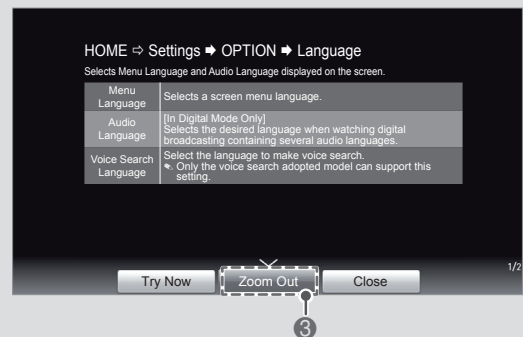 HOME ⇨ Settings ➡ OPTION ➡ Language
Selects Menu Language and Audio Language displayed on the screen.
Menu
Language
Selects a screen menu language.
Audio
Language
[In Digital Mode Only]
Selects the desired language when watching digital
broadcasting containing several audio languages.
Voice Search
Language
Select the language to make voice search.
Only the voice search adopted model can support this
setting.
1/2
Try Now
Zoom Out
Close
3